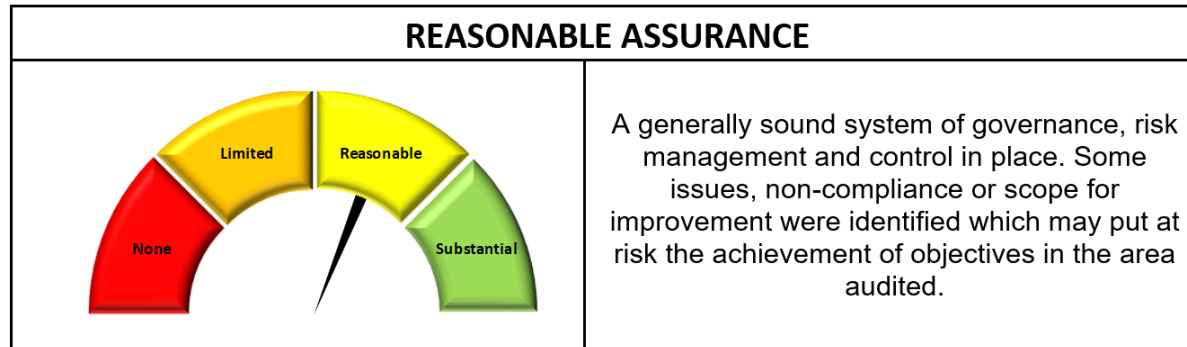 REASONABLE ASSURANCE
Limited
Reasonable
None
Substantial
A generally sound system of governance, risk
management and control in place. Some
issues, non-compliance or scope for
improvement were identified which may put at
risk the achievement of objectives in the area
audited.